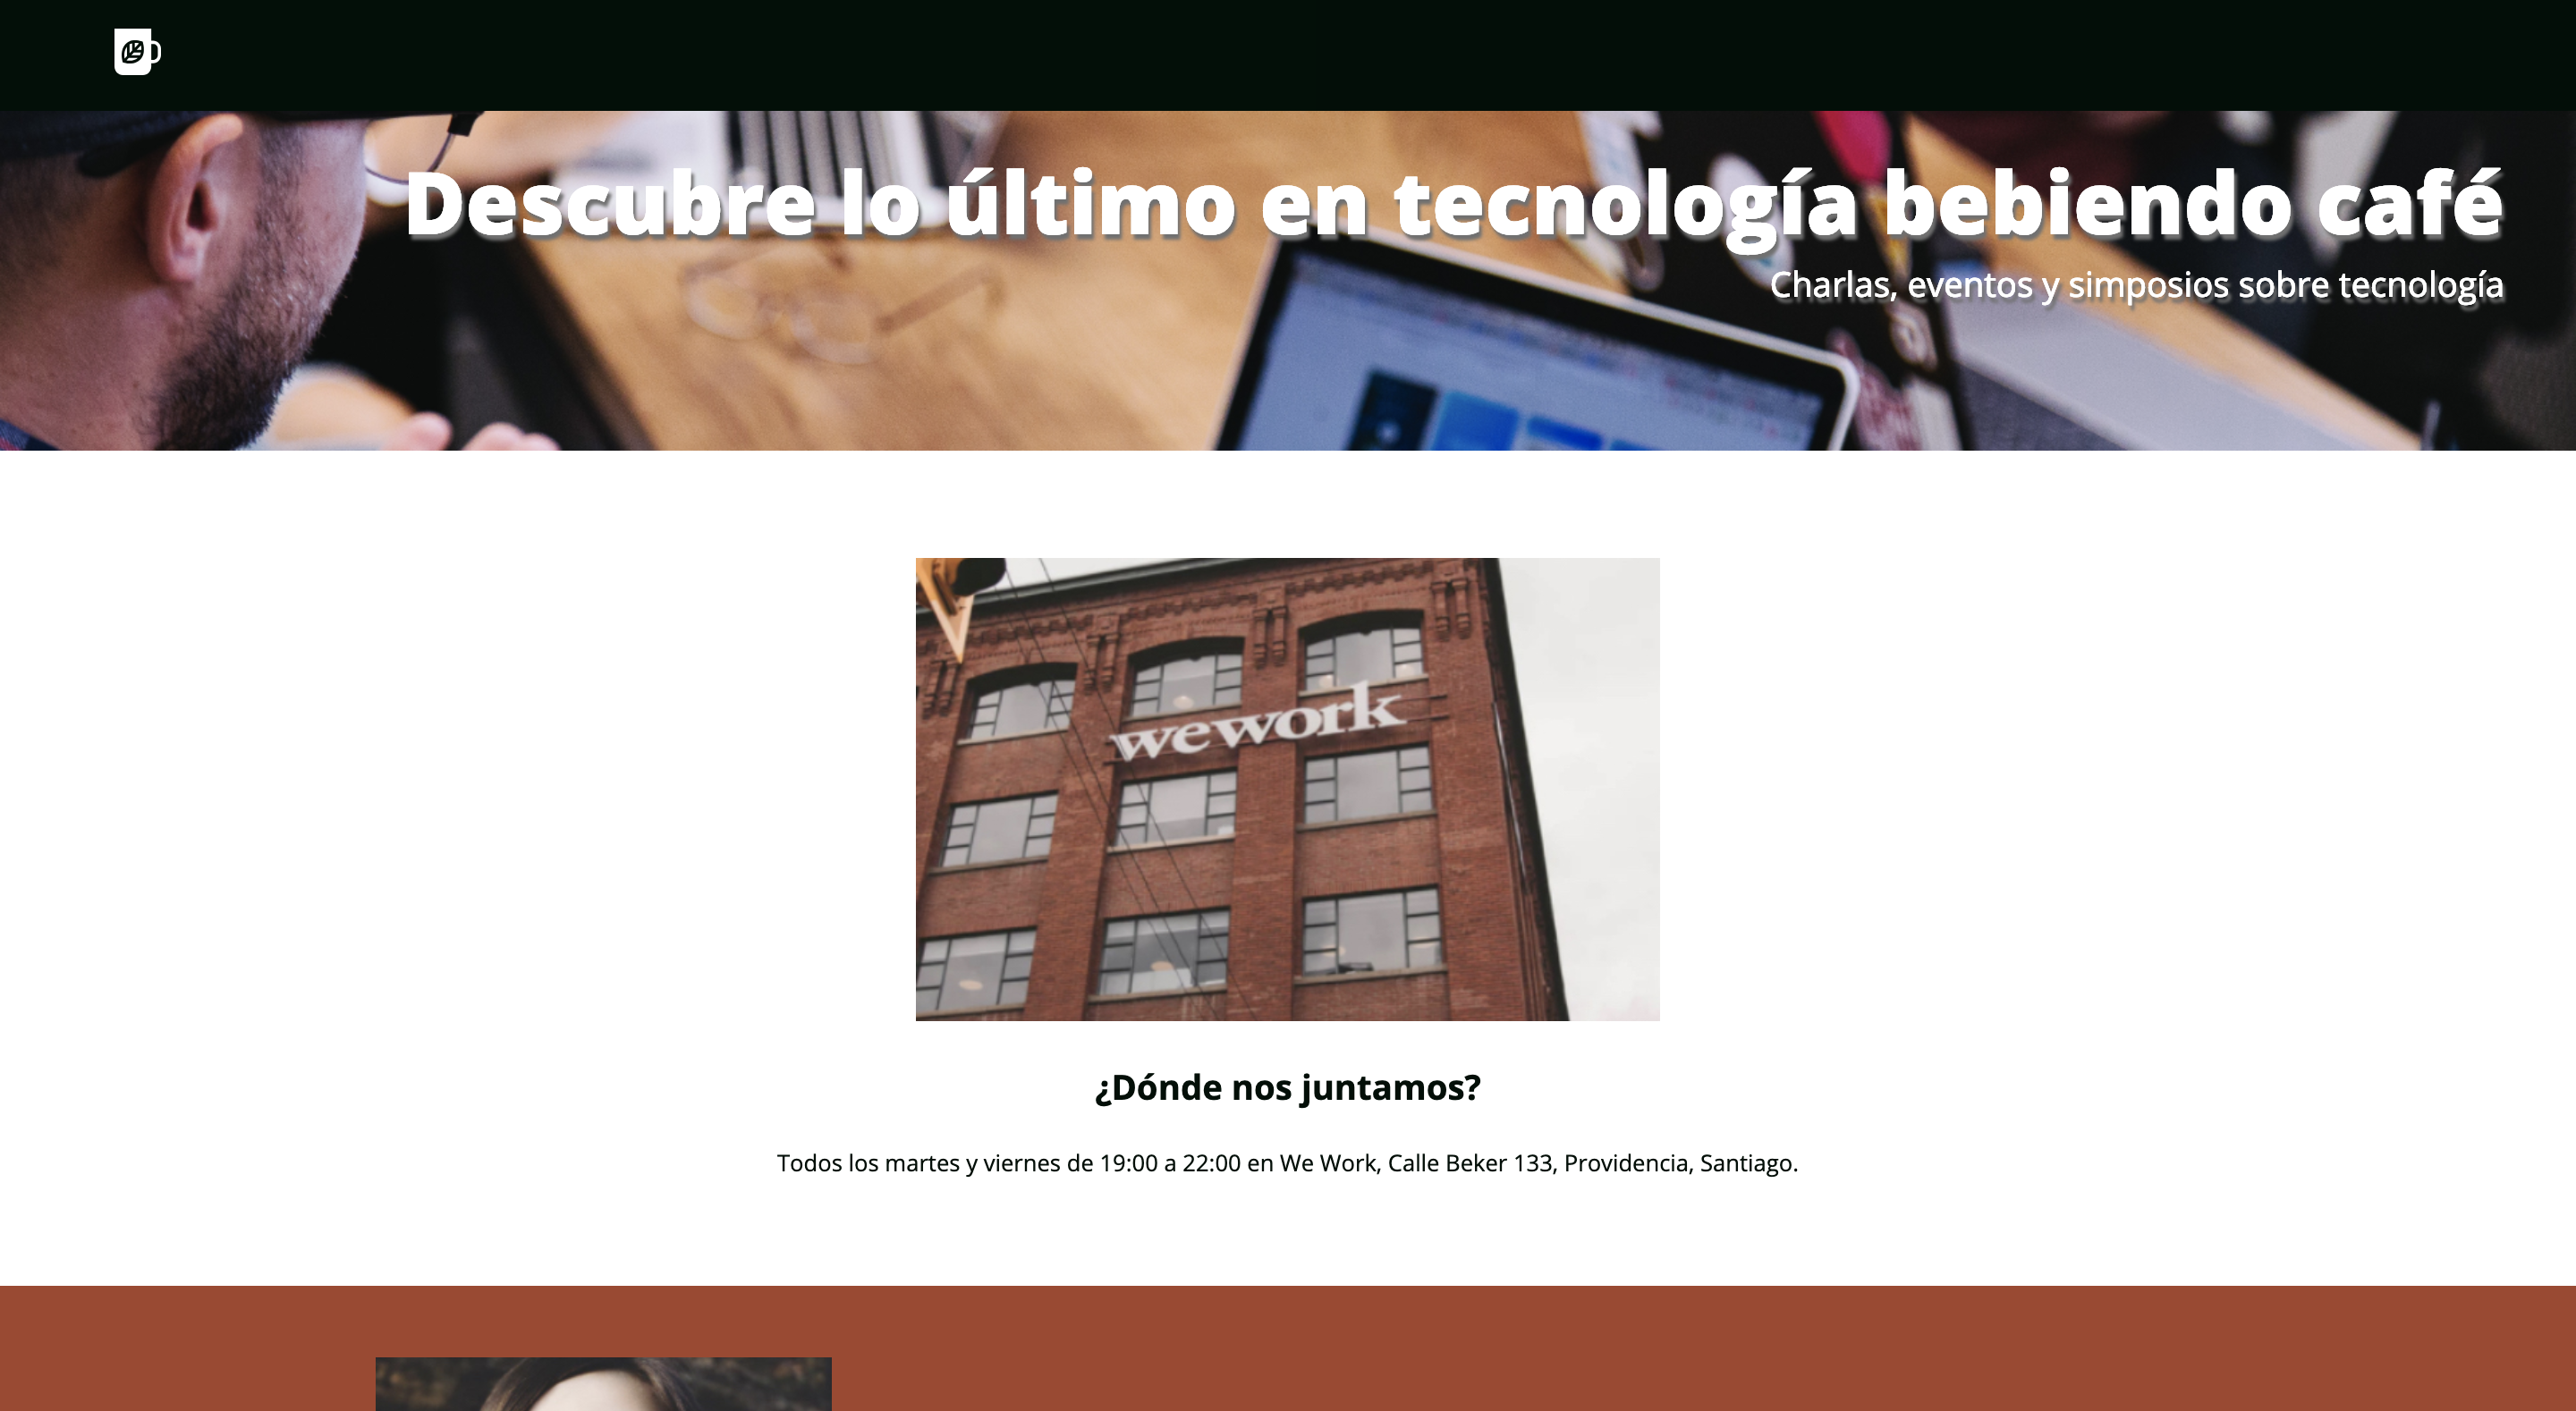 Descubre lo último en tecnología bebiendo café
Charlas, eventos y simposios sobre tecnología
wework
¿Dónde nos juntamos?
Todos los martes y viernes de 19:00 a 22:00 en We Work, Calle Beker 133, Providencia, Santiago.